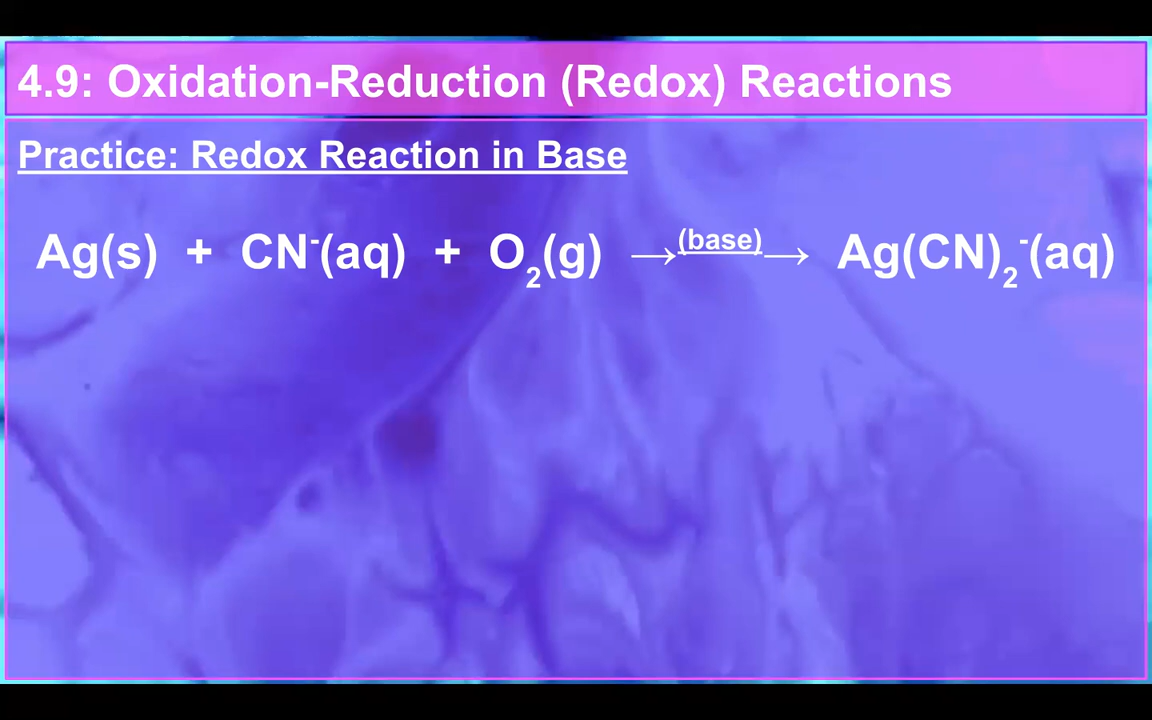 4.9: Oxidation-Reduction (Redox) Reactions
Practice: Redox Reaction in Base
Ag(s) + CN⁻(aq) + O₂(g) →(base)→ Ag(CN)₂⁻(aq)